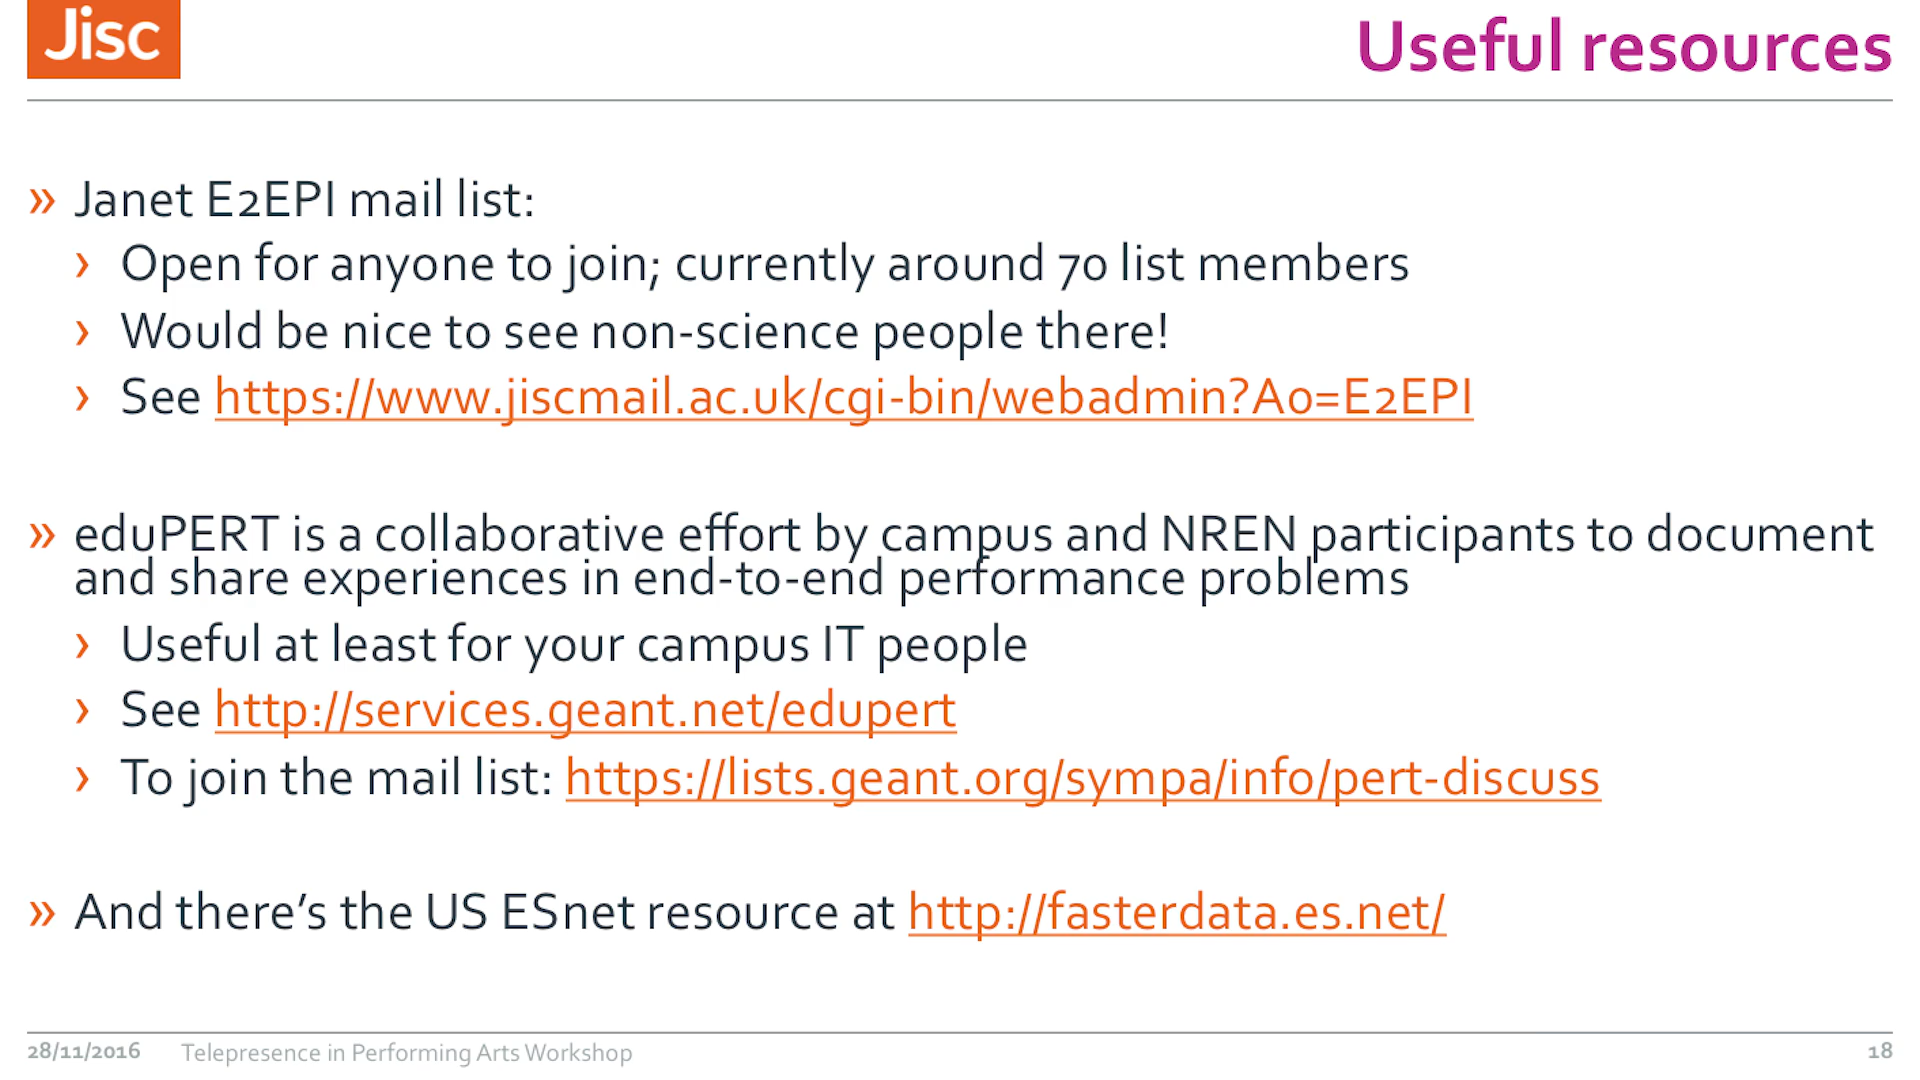 Jisc
Useful resources
» Janet E2EPI mail list:
› Open for anyone to join; currently around 70 list members
› Would be nice to see non-science people there!
› See https://www.jiscmail.ac.uk/cgi-bin/webadmin?A0=E2EPI
» eduPERT is a collaborative effort by campus and NREN participants to document
and share experiences in end-to-end performance problems
› Useful at least for your campus IT people
› See http://services.geant.net/edupert
› To join the mail list: https://lists.geant.org/sympa/info/pert-discuss
» And there’s the US ESnet resource at http://fasterdata.es.net/
28/11/2016 Telepresence in Performing Arts Workshop 18